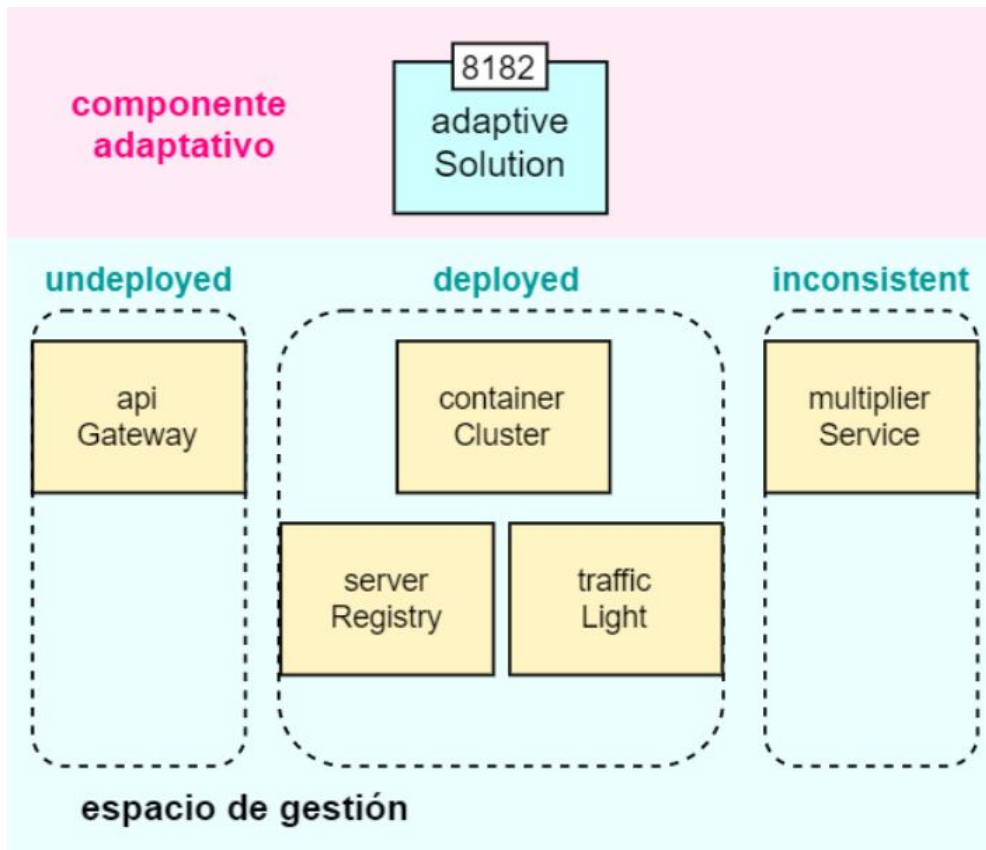 8182
componente
adaptativo
adaptive
Solution
undeployed
deployed
inconsistent
api
Gateway
container
Cluster
multiplier
Service
server
Registry
traffic
Light
espacio de gestión